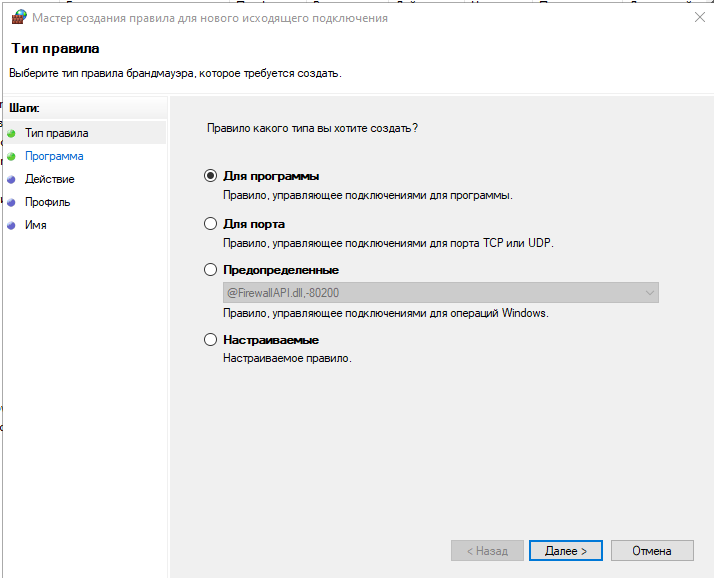 Мастер создания правила для нового исходящего подключения
Тип правила
Выберите тип правила брандмауэра, которое требуется создать.
Шаги:
Тип правила
Программа
Действие
Профиль
Имя
Правило какого типа вы хотите создать?
Для программы
Правило, управляющее подключениями для программы.
Для порта
Правило, управляющее подключениями для порта TCP или UDP.
Предопределенные
@FirewallAPI.dll,-80200
Правило, управляющее подключениями для операций Windows.
Настраиваемые
Настраиваемое правило.
< Назад
Далее >
Отмена